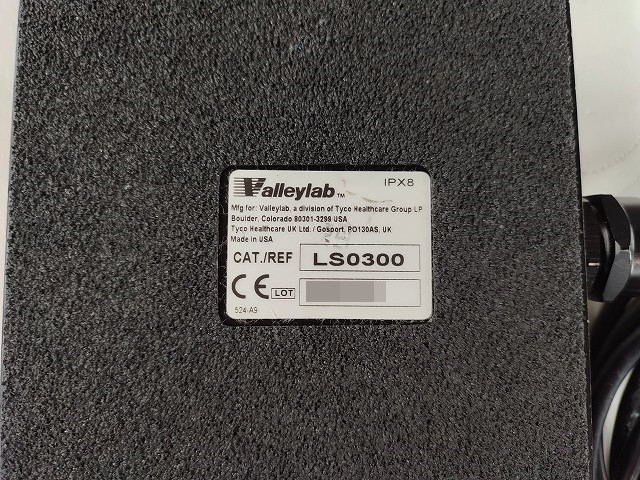 Valleylab™
IPX8
Mfg for: Valleylab, a division of Tyco Healthcare Group LP
Boulder, Colorado 80301-3299 USA
Tyco Healthcare UK Ltd. / Gosport, PO130AS, UK
Made in USA
CAT./REF LS0300
CE LOT
524-A9